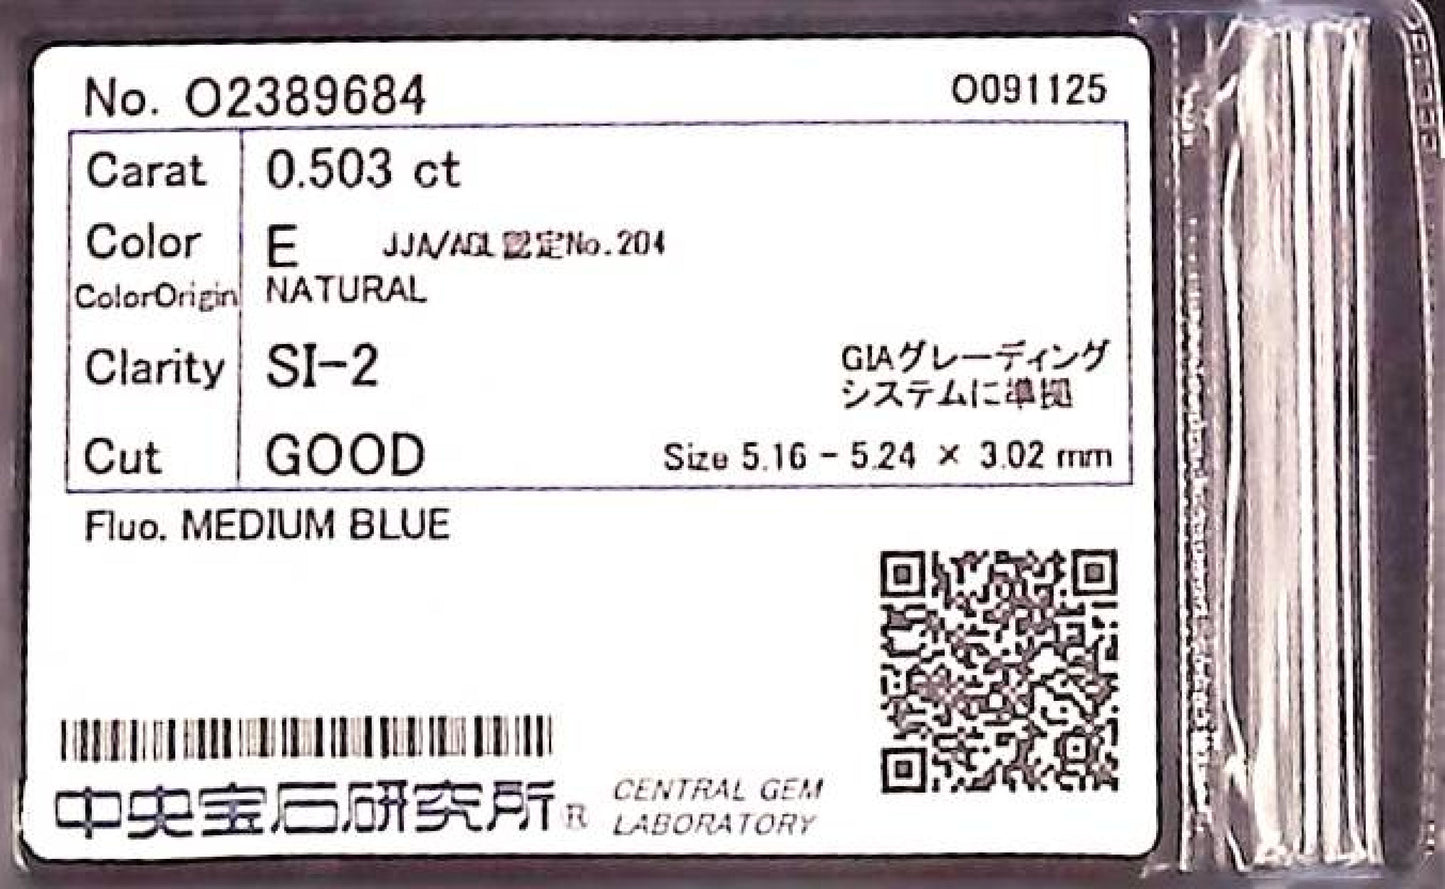 No. O2389684 O091125
Carat 0.503 ct
Color E JJA/AGL認定No.204
ColorOrigin NATURAL
Clarity SI-2 GIAグレーディング
システムに準拠
Cut GOOD Size 5.16 - 5.24 × 3.02 mm
Fluo. MEDIUM BLUE
中央宝石研究所® CENTRAL GEM
LABORATORY